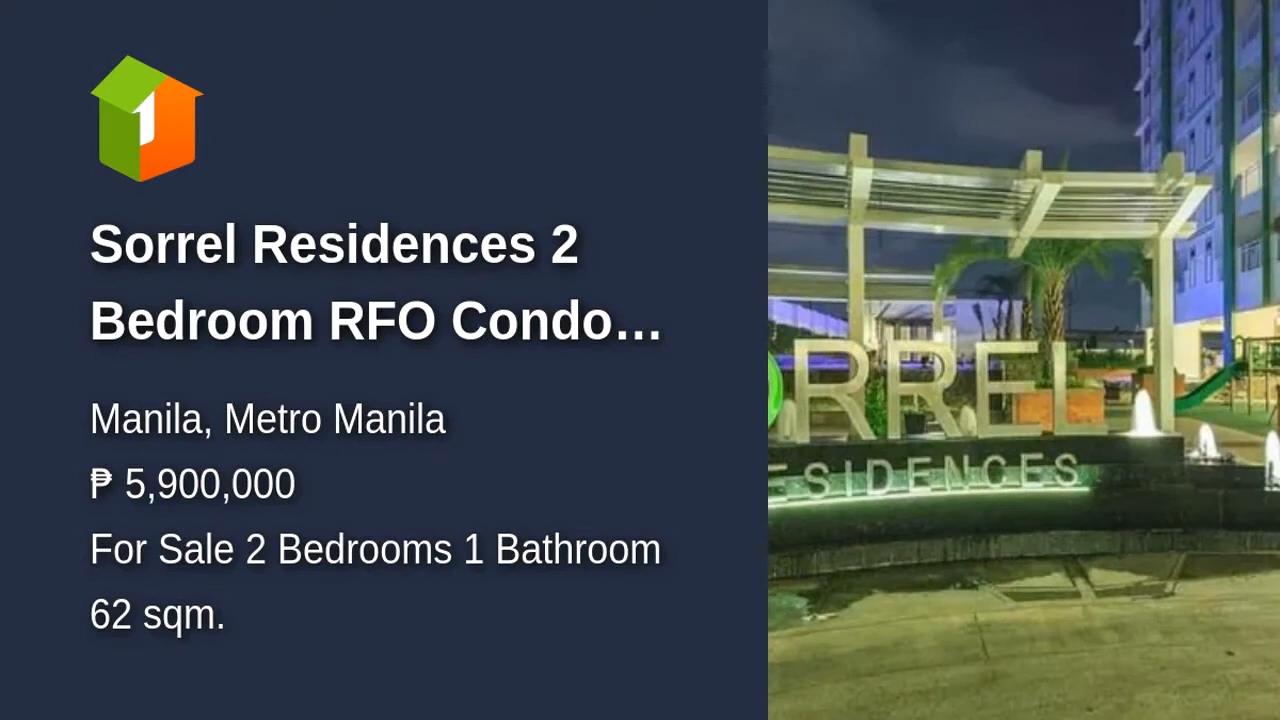 Sorrel Residences 2
Bedroom RFO Condo…
Manila, Metro Manila
₱ 5,900,000
For Sale 2 Bedrooms 1 Bathroom
62 sqm.
ORREL
ESIDENCES